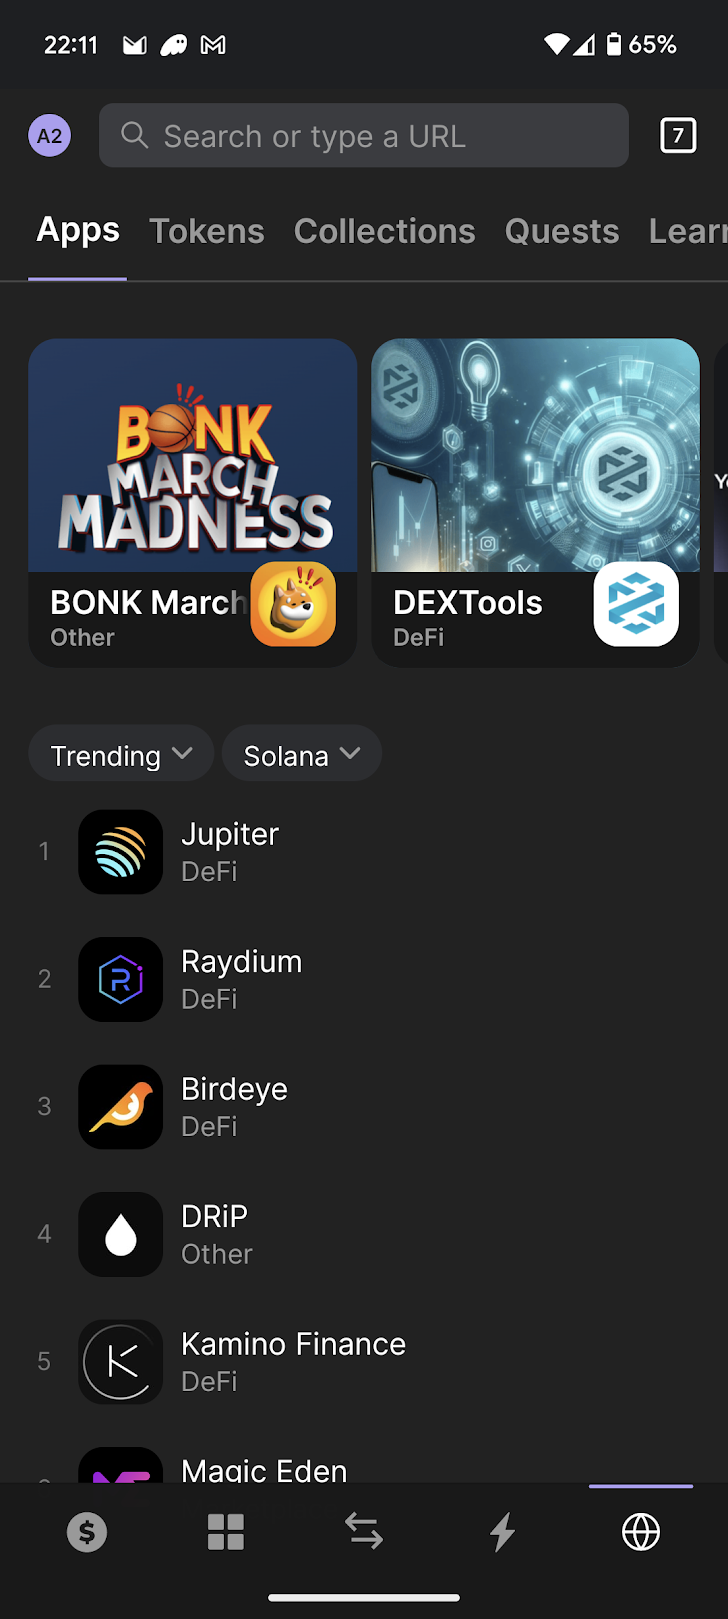 22:11
65%
A2
Search or type a URL
7
Apps Tokens Collections Quests Lear
BONK
MARCH
MADNESS
BONK March
Other
DEXTools
DeFi
Trending
Solana
1
Jupiter
DeFi
2
Raydium
DeFi
3
Birdeye
DeFi
4
DRiP
Other
5
Kamino Finance
DeFi
Magic Eden